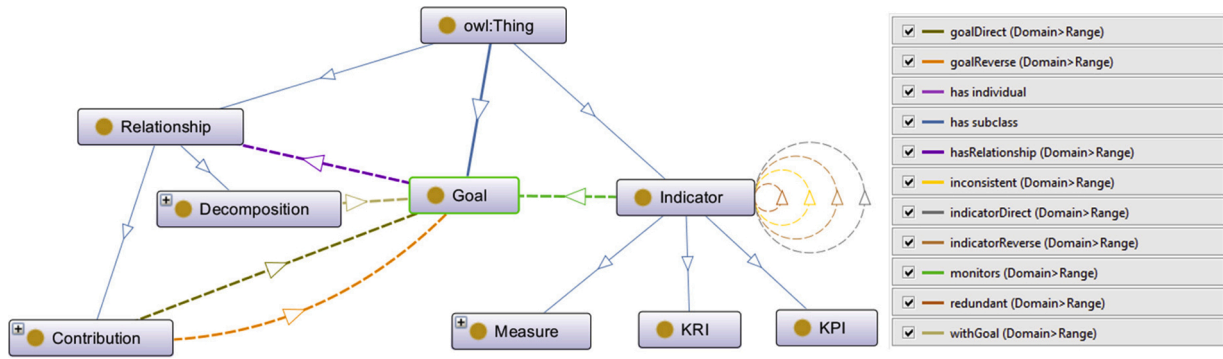 owl:Thing
Relationship
Goal
Indicator
Decomposition
Contribution
Measure
KRI
KPI
goalDirect (Domain>Range)
goalReverse (Domain>Range)
has individual
has subclass
hasRelationship (Domain>Range)
inconsistent (Domain>Range)
indicatorDirect (Domain>Range)
indicatorReverse (Domain>Range)
monitors (Domain>Range)
redundant (Domain>Range)
withGoal (Domain>Range)